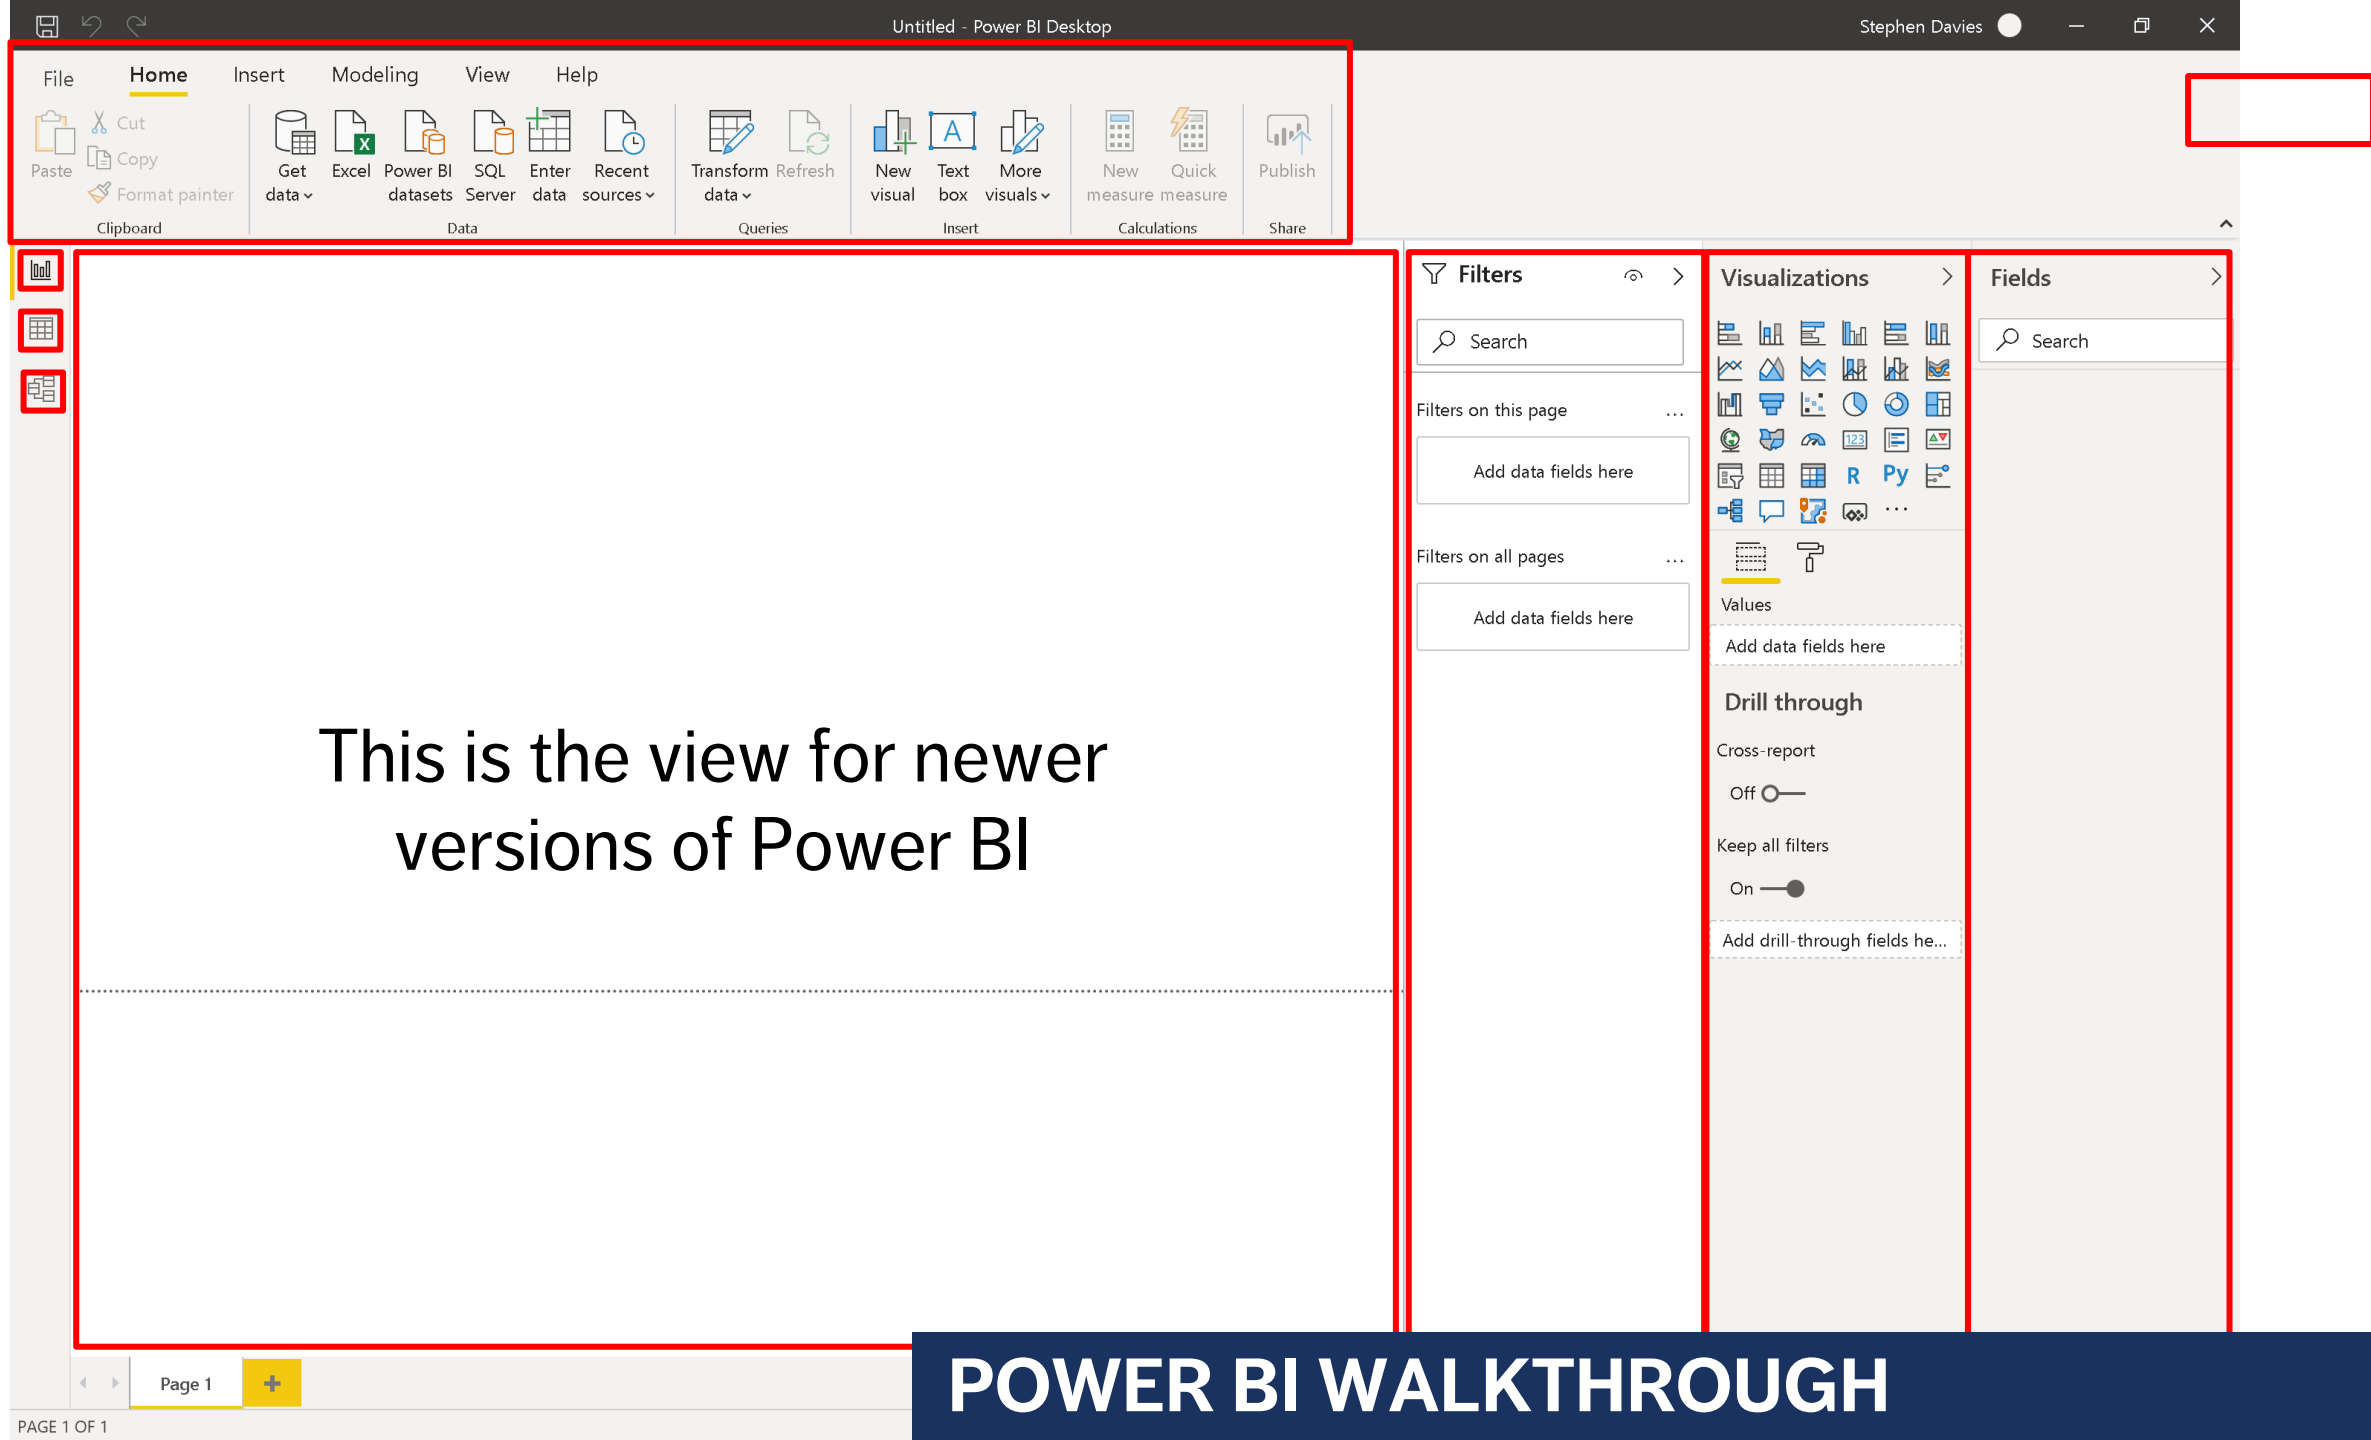 Untitled - Power BI Desktop
Stephen Davies
File Home Insert Modeling View Help
Paste
Cut
Copy
Format painter
Clipboard
Get data
Excel
Power BI datasets
SQL Server
Enter data
Recent sources
Data
Transform data
Refresh
Queries
New visual
A
Text box
More visuals
Insert
New measure
Quick measure
Calculations
Publish
Share
This is the view for newer
versions of Power BI
Filters
Search
Filters on this page ...
Add data fields here
Filters on all pages ...
Add data fields here
Visualizations
123
R Py
...
Values
Add data fields here
Drill through
Cross-report
Off
Keep all filters
On
Add drill-through fields he...
Fields
Search
Page 1
PAGE 1 OF 1
POWER BI WALKTHROUGH